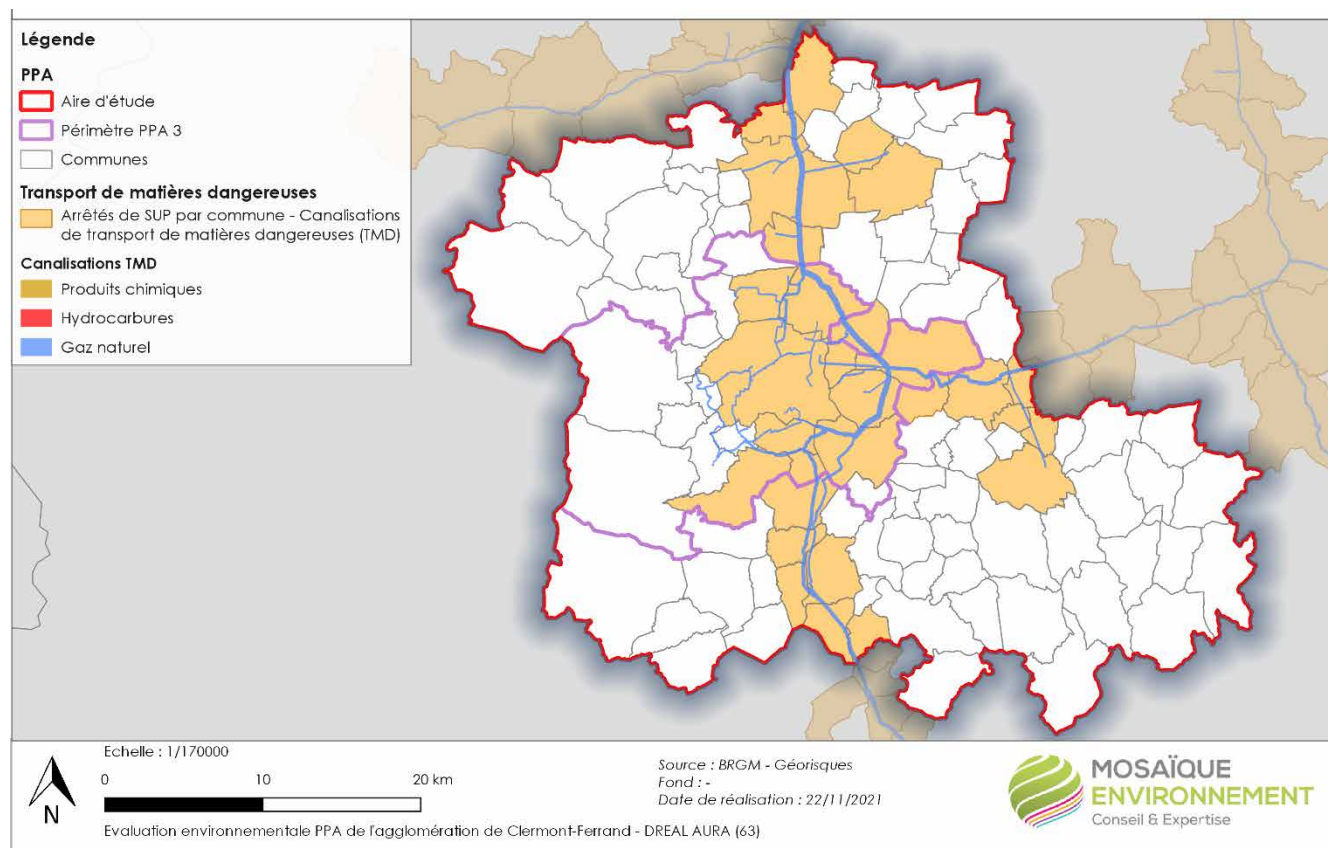 Légende
PPA
Aire d'étude
Périmètre PPA 3
Communes
Transport de matières dangereuses
Arrêtés de SUP par commune - Canalisations
de transport de matières dangereuses (TMD)
Canalisations TMD
Produits chimiques
Hydrocarbures
Gaz naturel
Echelle : 1/170000
0 10 20 km
N
Evaluation environnementale PPA de l'agglomération de Clermont-Ferrand - DREAL AURA (63)
Source : BRGM - Géorisques
Fond : -
Date de réalisation : 22/11/2021
MOSAÏQUE
ENVIRONNEMENT
Conseil & Expertise